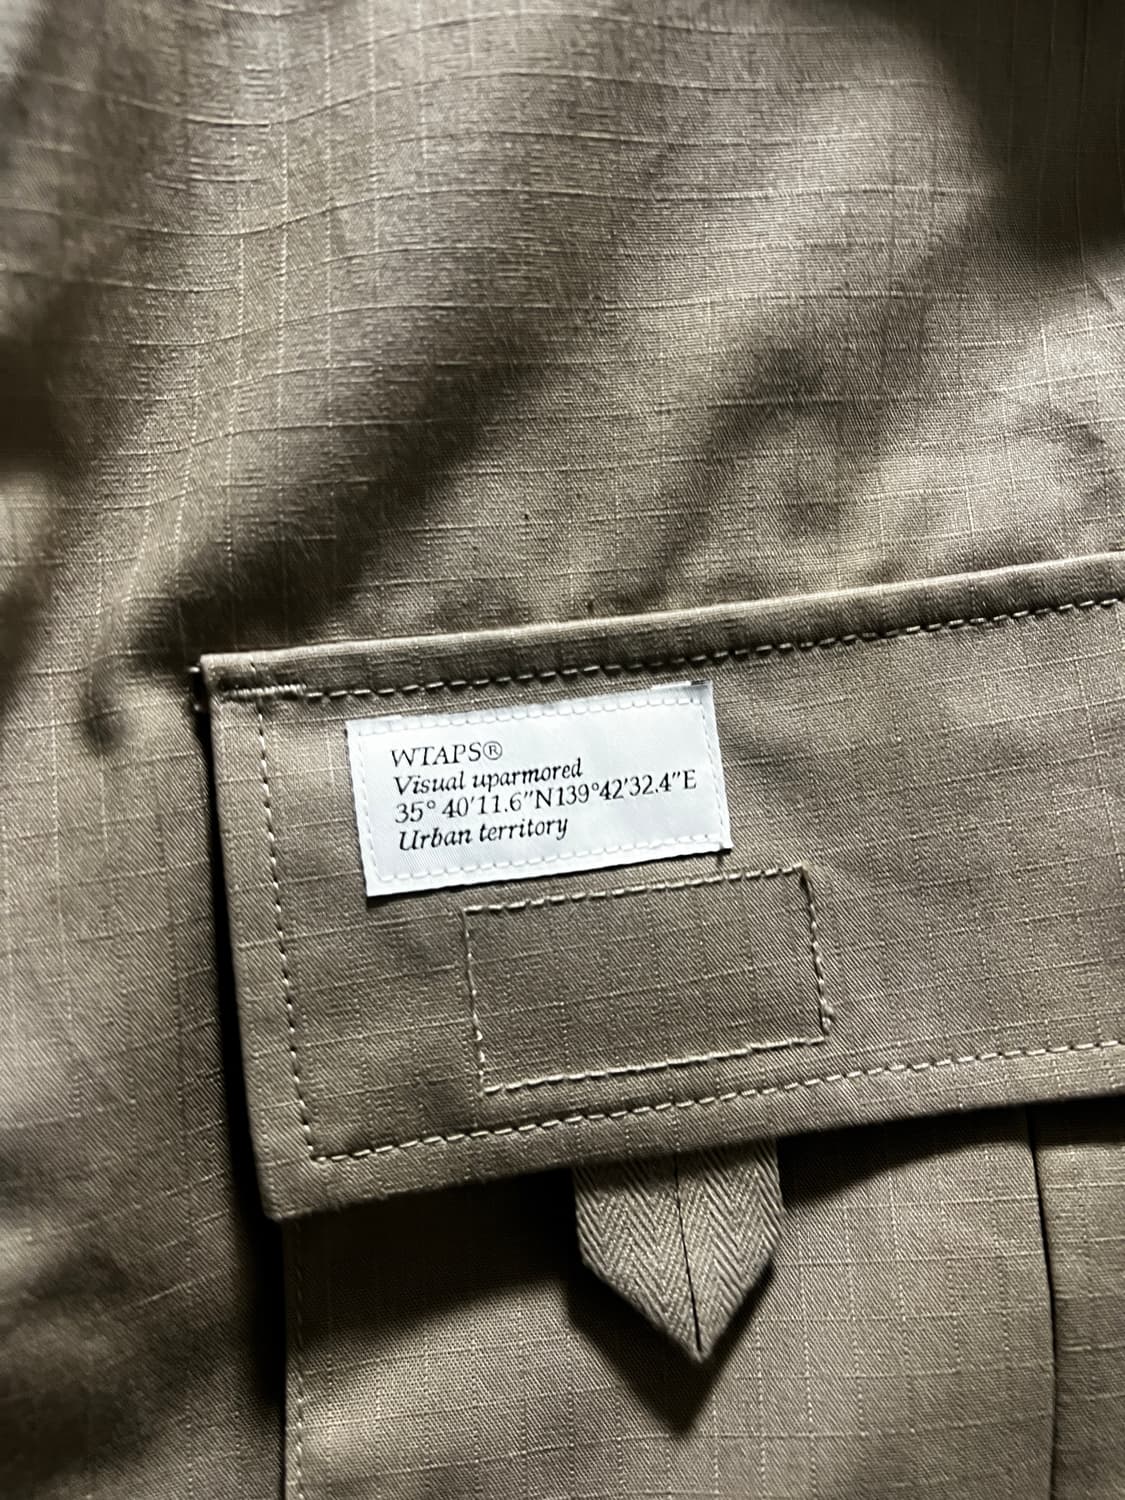 WTAPS®
Visual uparmored
35° 40'11.6"N139°42'32.4"E
Urban territory